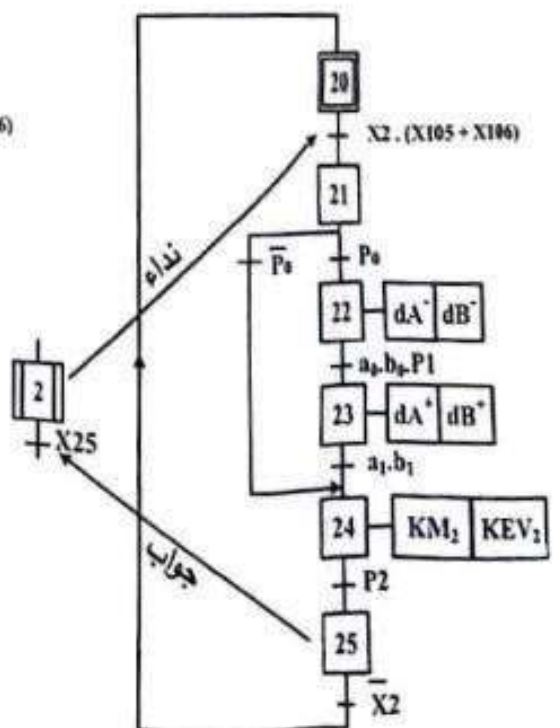 20
6)
X2 . (X105 + X106)
21
نداء
P̅₀ P₀
22 dA⁻ dB⁻
a₀.b₀.P1
2
23 dA⁺ dB⁺
X25
a₁.b₁
24 KM₂ KEV₂
جواب
P2
25
X̅2